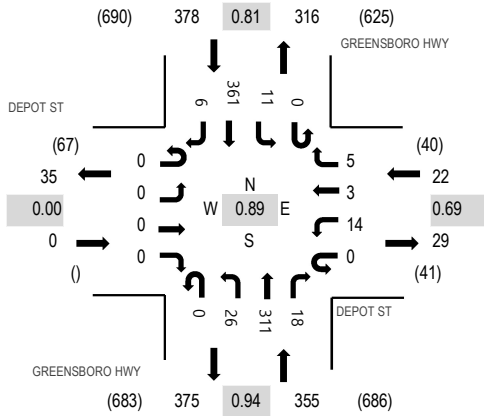 (690) 378 0.81 316 (625)
GREENSBORO HWY
6 361 11 0
DEPOT ST
(67) 0 5 (40)
35 0 N 3 22
0.00 W 0.89 E 0.69
0 0 S 14 29
() 0 0 (41)
0 26 311 18
DEPOT ST
GREENSBORO HWY
(683) 375 0.94 355 (686)